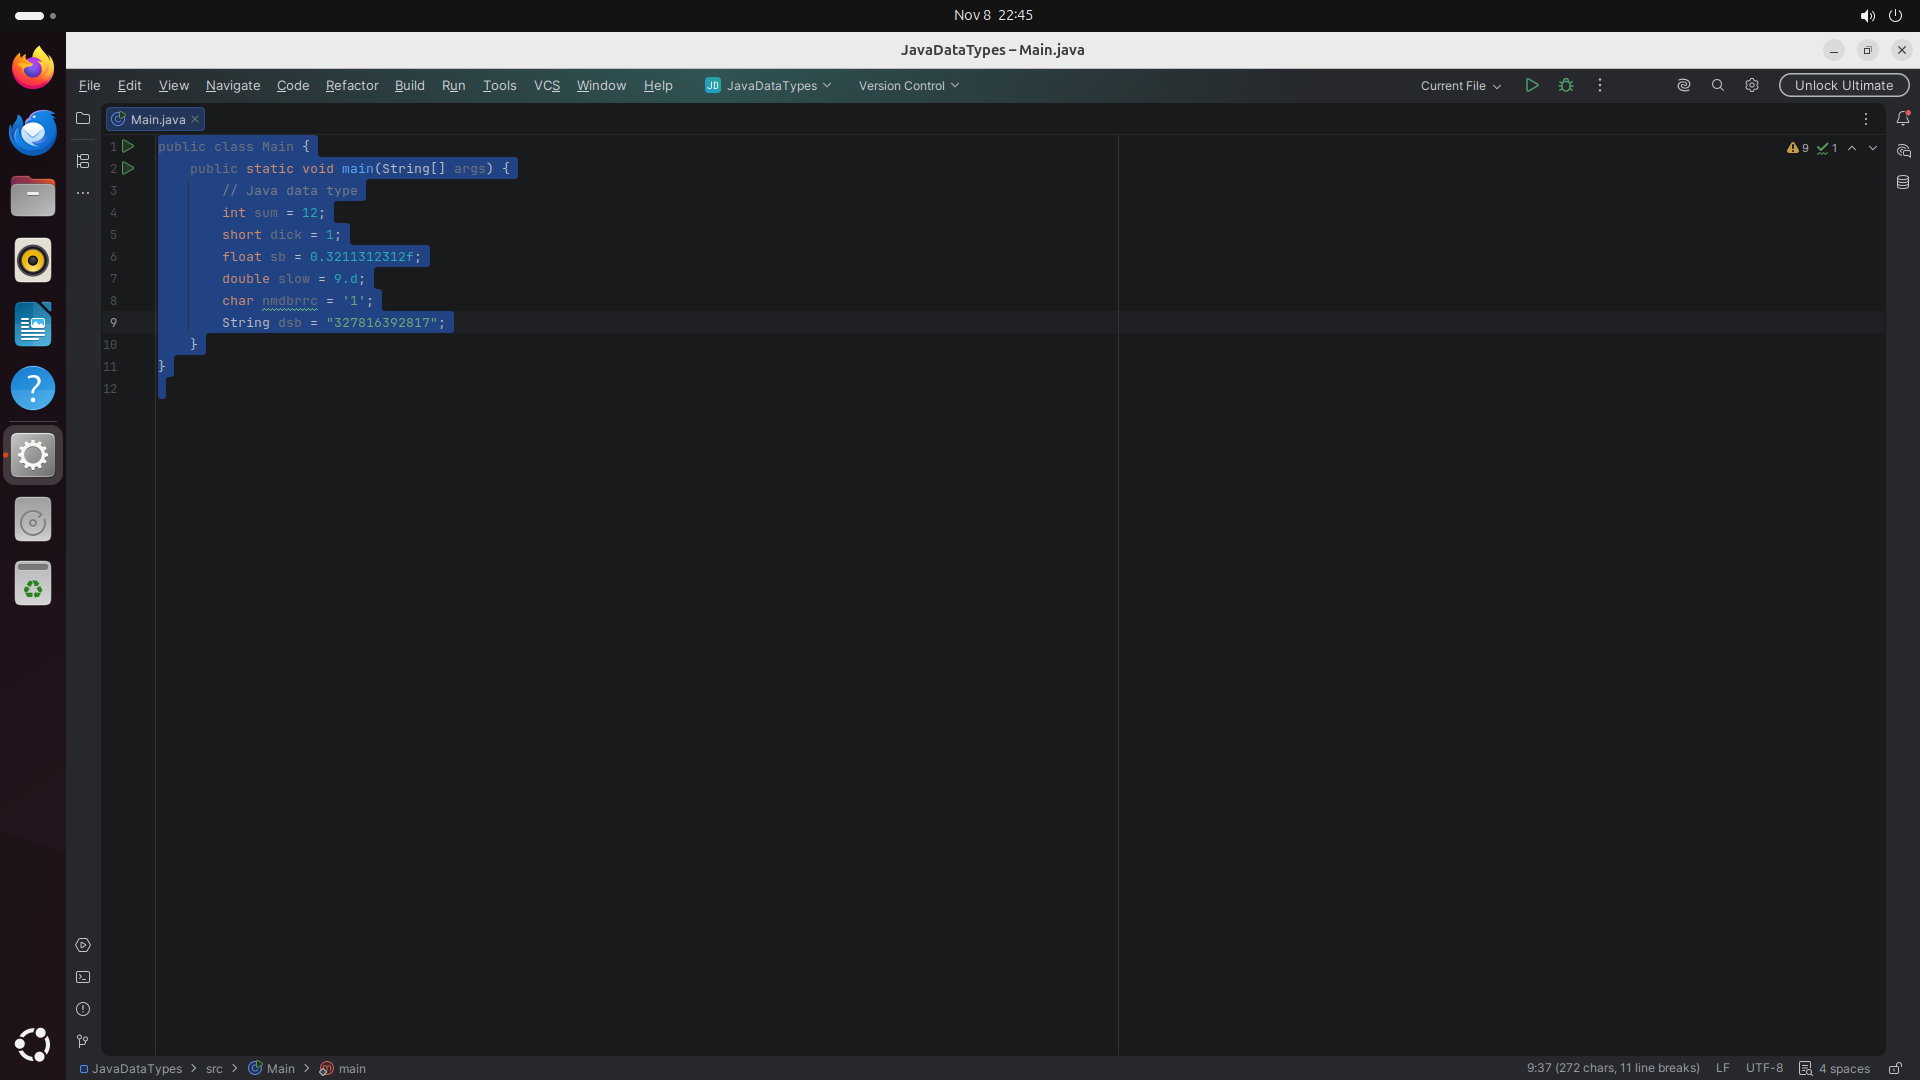 Nov 8 22:45
JavaDataTypes – Main.java
File Edit View Navigate Code Refactor Build Run Tools VCS Window Help JD JavaDataTypes Version Control Current File Unlock Ultimate
Main.java
1 public class Main {
2 public static void main(String[] args) {
3 // Java data type
4 int sum = 12;
5 short dick = 1;
6 float sb = 0.3211312312f;
7 double slow = 9.d;
8 char nmdbrrc = '1';
9 String dsb = "327816392817";
10 }
11 }
12
9 1
JavaDataTypes > src > Main > main 9:37 (272 chars, 11 line breaks) LF UTF-8 4 spaces